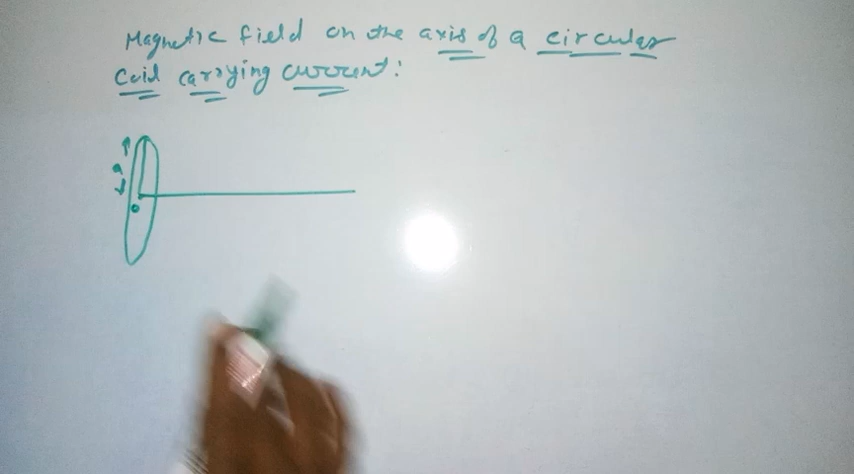 Magnetic field on the axis of a circular
Coil carrying current:
a
o